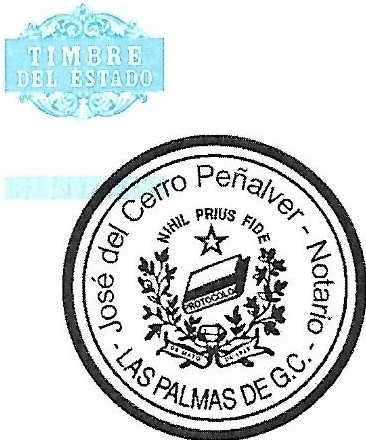 TIMBRE
DEL ESTADO
José del Cerro Peñalver - Notario -
LAS PALMAS DE G.C. -
NIHIL PRIUS FIDE
PROTOCOLO